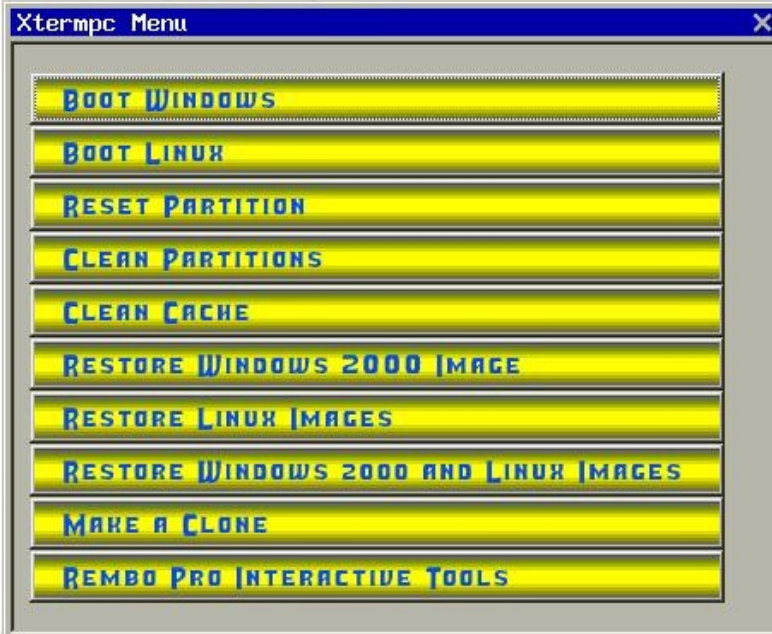 Xtermpc Menu
Boot Windows
Boot Linux
Reset Partition
Clean Partitions
Clean Cache
Restore Windows 2000 Image
Restore Linux Images
Restore Windows 2000 and Linux Images
Make a Clone
Rembo Pro Interactive Tools